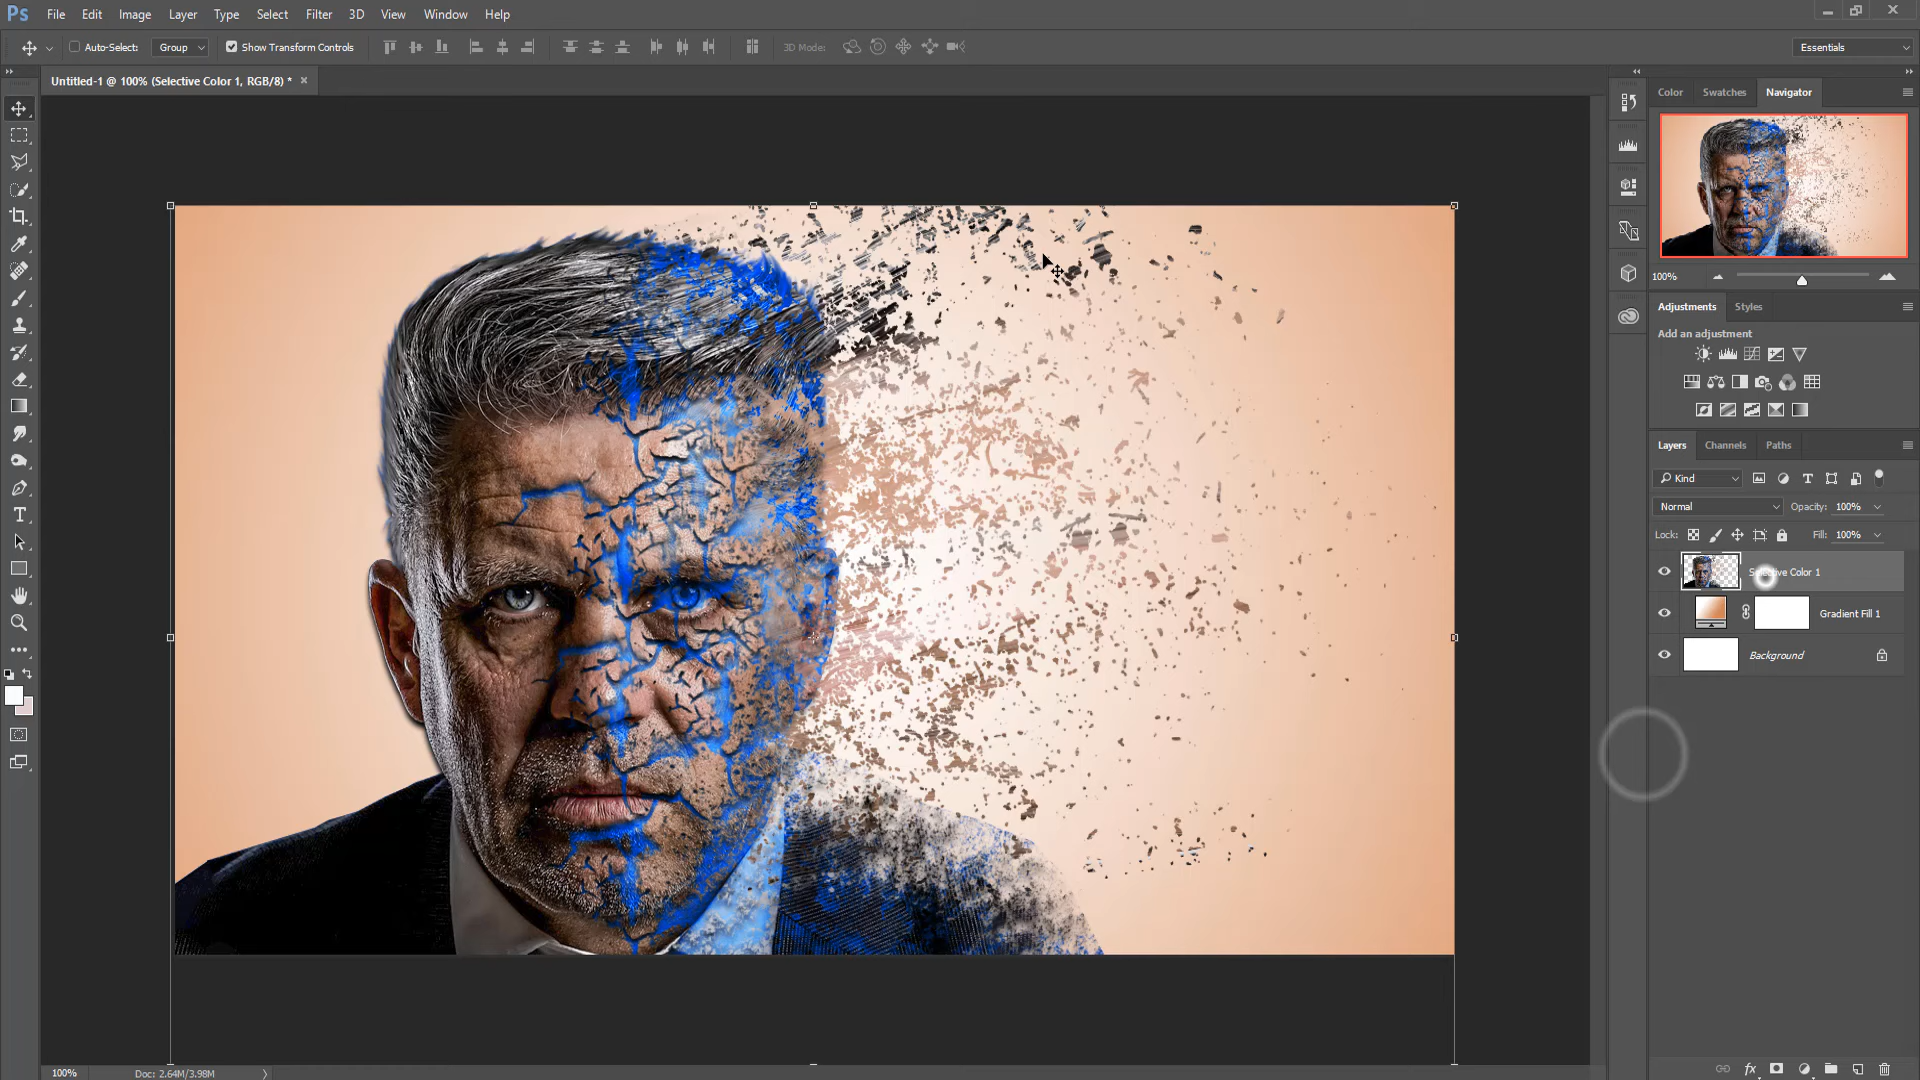 Ps File Edit Image Layer Type Select Filter 3D View Window Help
Auto-Select: Group Show Transform Controls 3D Mode: Essentials
Untitled-1 @ 100% (Selective Color 1, RGB/8) * ×
Color Swatches Navigator
100%
Adjustments Styles
Add an adjustment
Layers Channels Paths
Kind
Normal Opacity: 100%
Lock: Fill: 100%
Selective Color 1
Gradient Fill 1
Background
100% Doc: 2.64M/3.98M